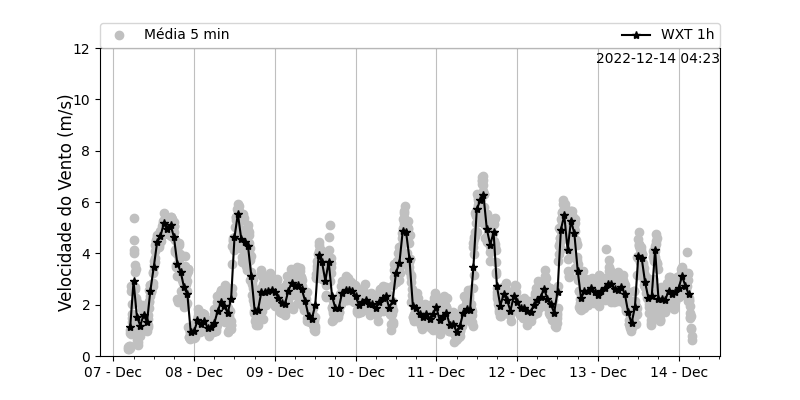 Média 5 min
WXT 1h
2022-12-14 04:23
Velocidade do Vento (m/s)
12
10
8
6
4
2
0
07 - Dec 08 - Dec 09 - Dec 10 - Dec 11 - Dec 12 - Dec 13 - Dec 14 - Dec